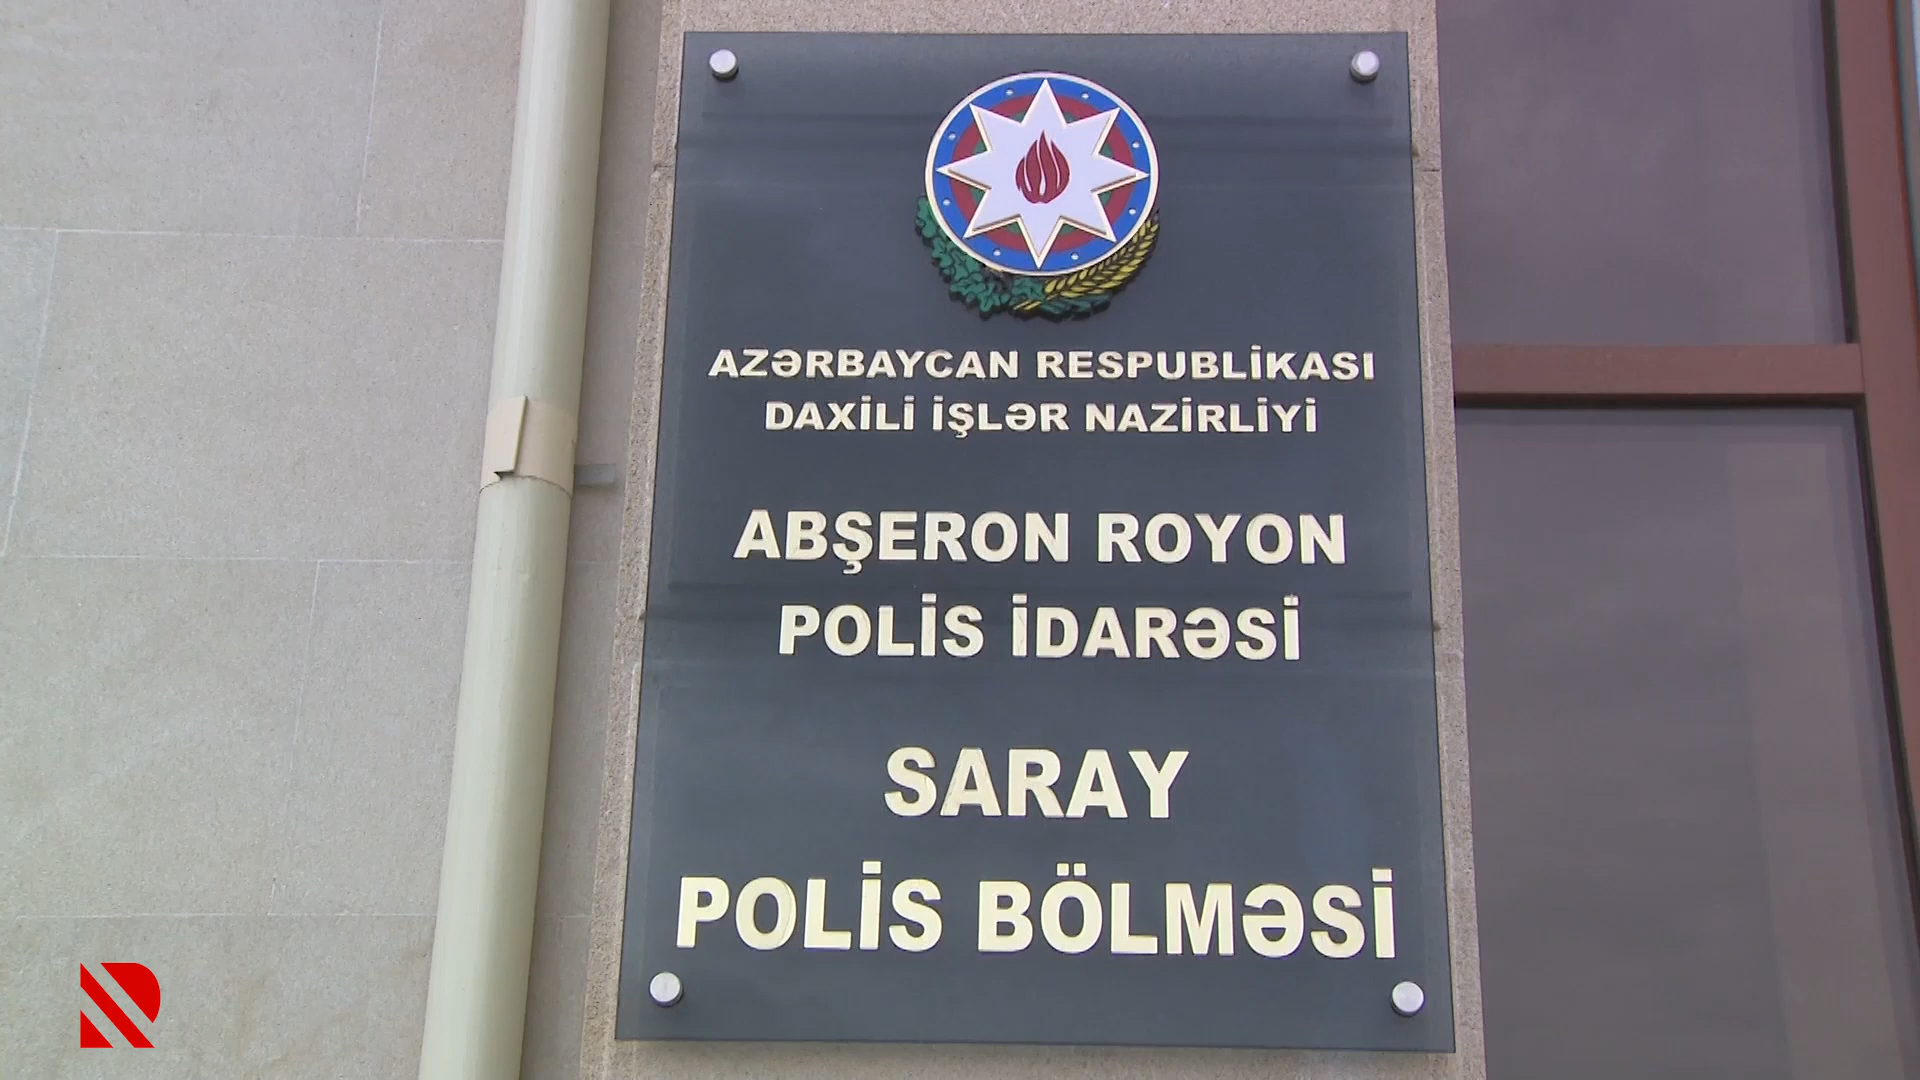 AZƏRBAYCAN RESPUBLİKASI
DAXİLİ İŞLƏR NAZİRLİYİ
ABŞERON ROYON
POLİS İDARƏSİ
SARAY
POLİS BÖLMƏSİ